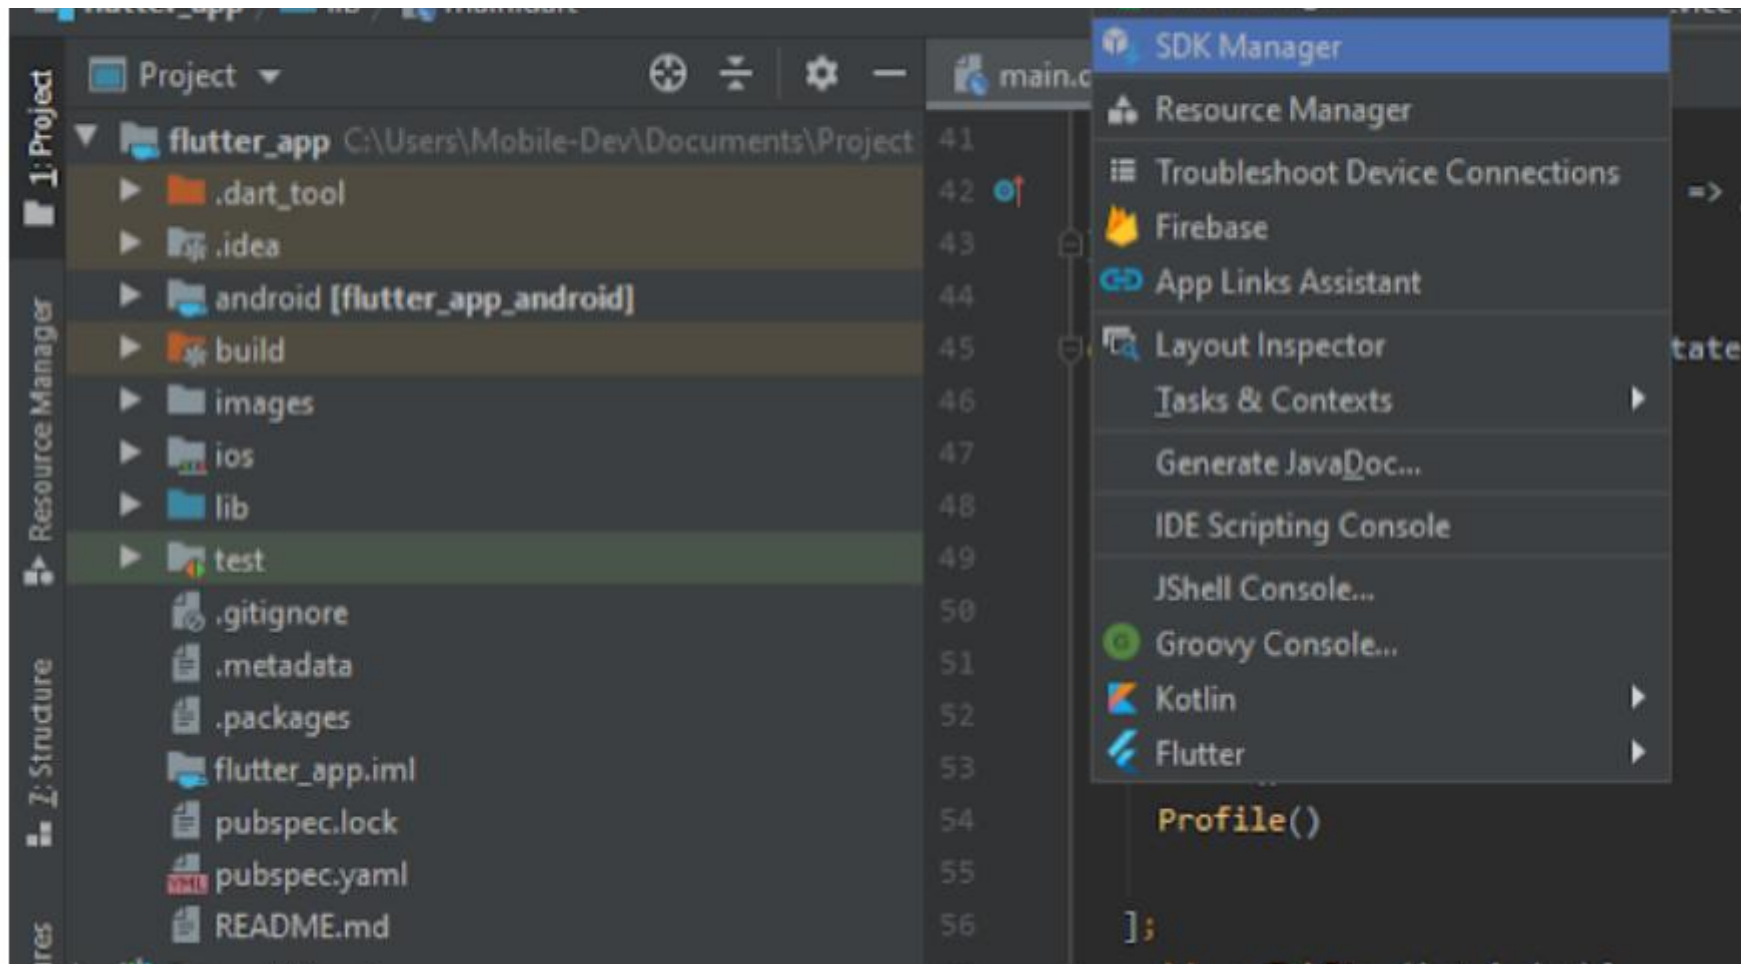 flutter_app / lib / main.dart
1: Project
Resource Manager
7: Structure
Project
flutter_app C:\Users\Mobile-Dev\Documents\Project
.dart_tool
.idea
android [flutter_app_android]
build
images
ios
lib
test
.gitignore
.metadata
.packages
flutter_app.iml
pubspec.lock
pubspec.yaml
README.md
main.d
41
42
43
44
45
46
47
48
49
50
51
52
53
54
55
56
SDK Manager
Resource Manager
Troubleshoot Device Connections
Firebase
App Links Assistant
Layout Inspector
Tasks & Contexts
Generate JavaDoc...
IDE Scripting Console
JShell Console...
Groovy Console...
Kotlin
Flutter
=>
tate
Profile()
];